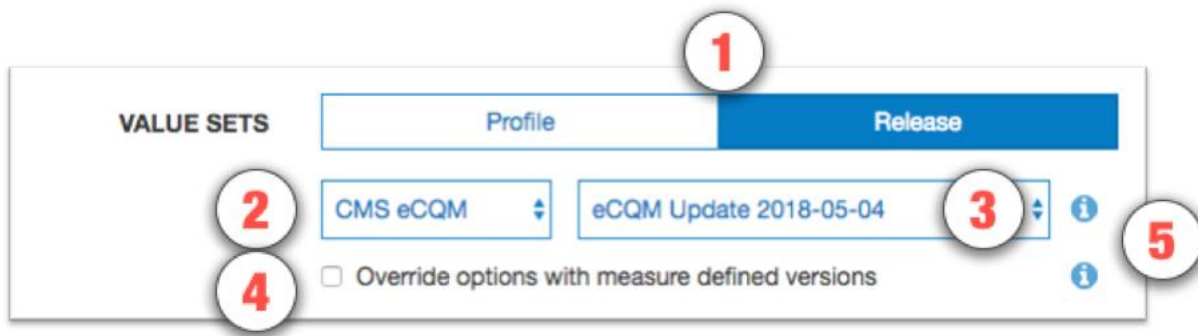 1
VALUE SETS Profile Release
2 CMS eCQM eCQM Update 2018-05-04 3
5
4 Override options with measure defined versions